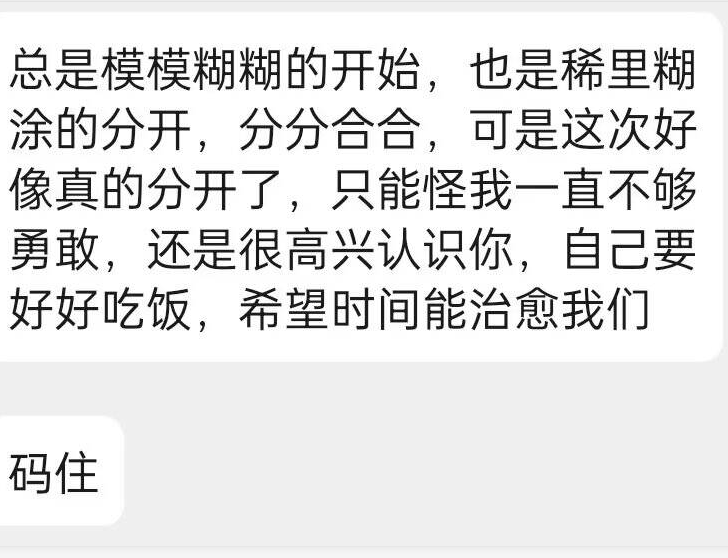 总是模模糊糊的开始，也是稀里糊
涂的分开，分分合合，可是这次好
像真的分开了，只能怪我一直不够
勇敢，还是很高兴认识你，自己要
好好吃饭，希望时间能治愈我们
码住